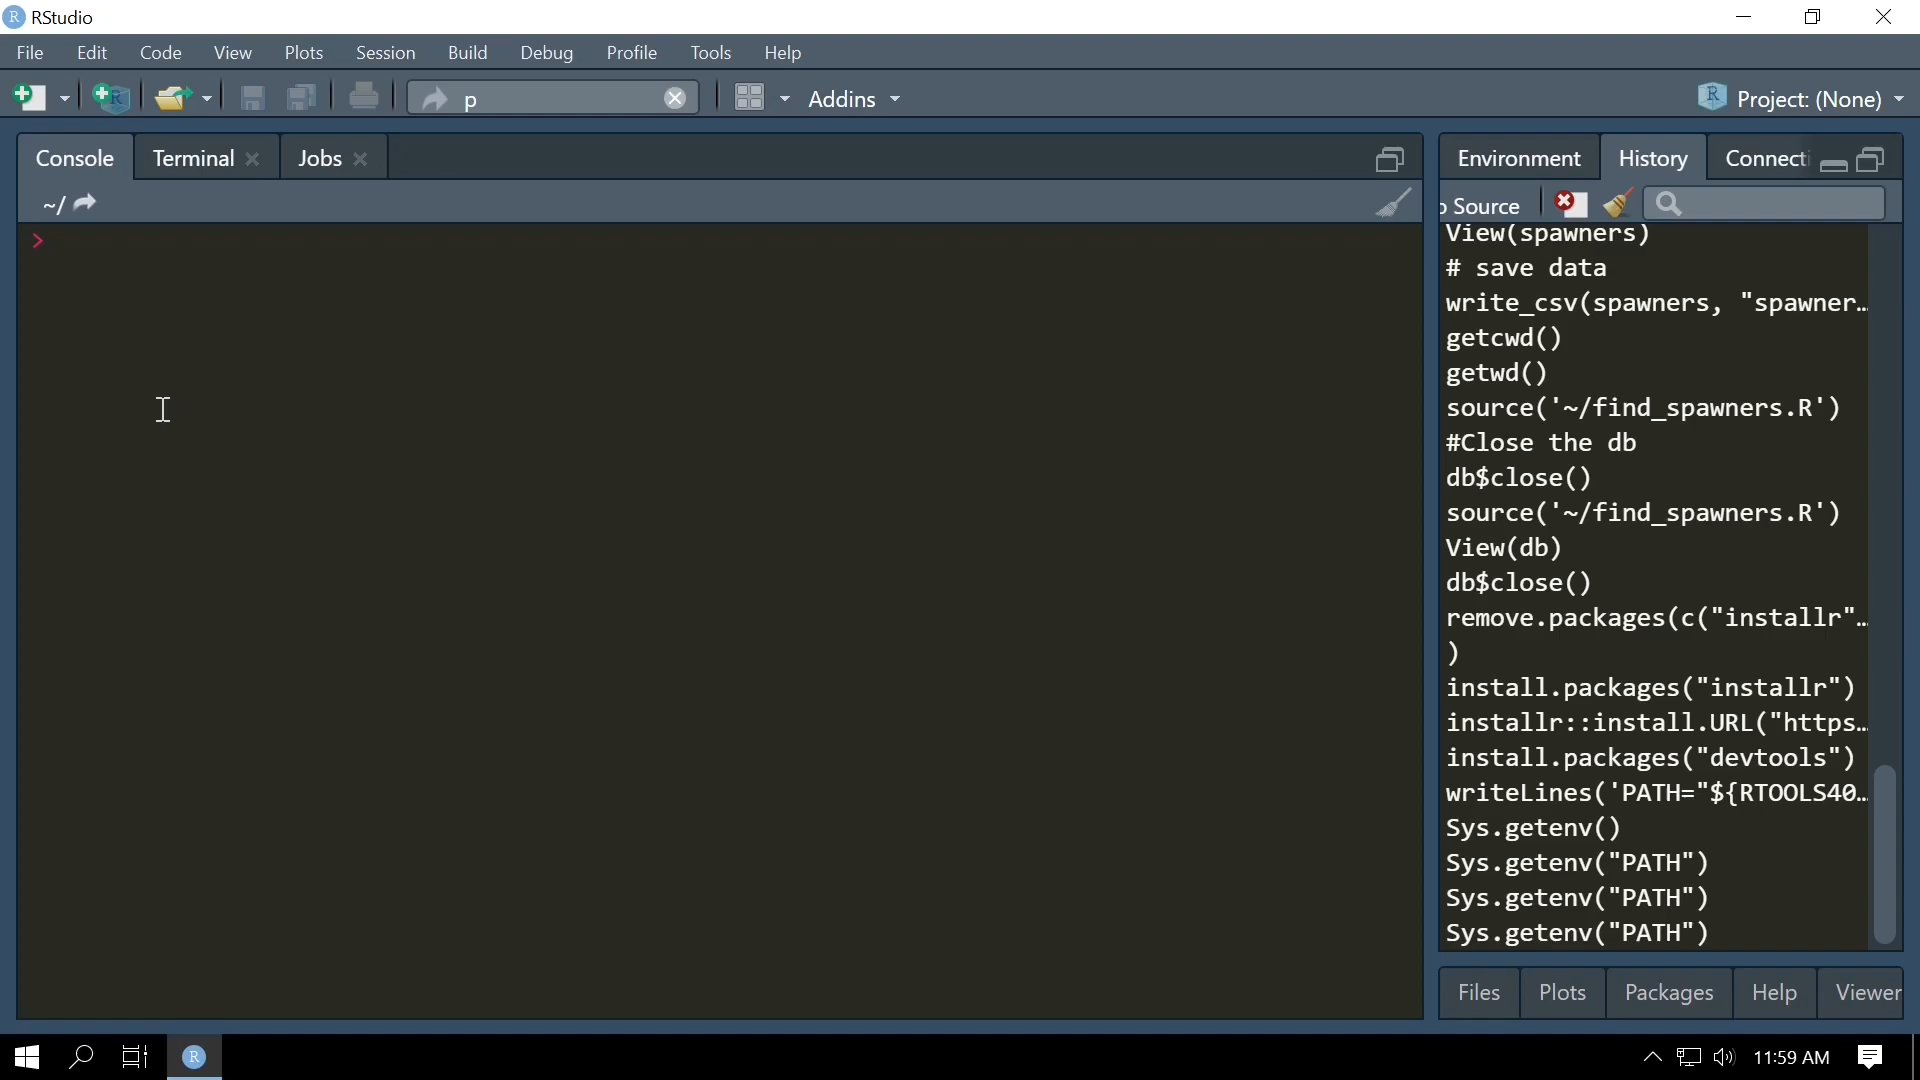 RStudio
File Edit Code View Plots Session Build Debug Profile Tools Help
p Addins Project: (None)
Console Terminal Jobs
Environment History Connecti
~/
Source
>
View(spawners)
# save data
write_csv(spawners, "spawner…
getcwd()
getwd()
source('~/find_spawners.R')
#Close the db
db$close()
source('~/find_spawners.R')
View(db)
db$close()
remove.packages(c("installr"…
)
install.packages("installr")
installr::install.URL("https…
install.packages("devtools")
writeLines('PATH="${RTOOLS40…
Sys.getenv()
Sys.getenv("PATH")
Sys.getenv("PATH")
Sys.getenv("PATH")
Files Plots Packages Help Viewer
11:59 AM